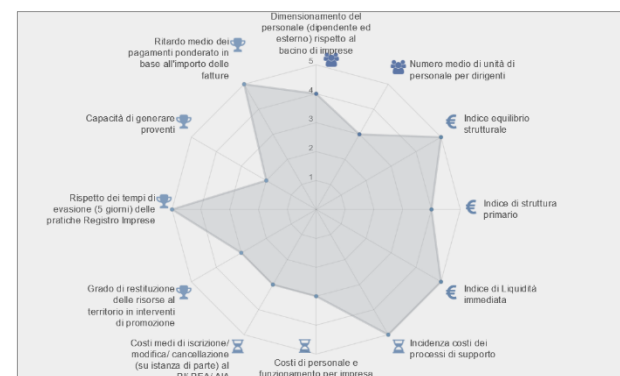 Dimensionamento del
personale (dipendente ed
esterno) rispetto al
bacino di imprese
Ritardo medo dei
pagamenti ponderato in
base all'importo delle
fatture
Numero medio di unità di
personale per dirigenti
Capacità di generare
proventi
Indice equilibrio
strutturale
Rispetto dei tempi di
evasione (5 giorni) delle
pratiche Registro Imprese
Indice di struttura
primario
Grado di restituzione
delle risorse al
territorio in interventi
di promozione
Indice di Liquidità
immediata
Costi medi di iscrizione/
modifica/ cancellazione
(su istanza di parte) al
Incidenza costi dei
processi di supporto
Costi di personale e
funzionamento per impresa
5
4
3
2
1